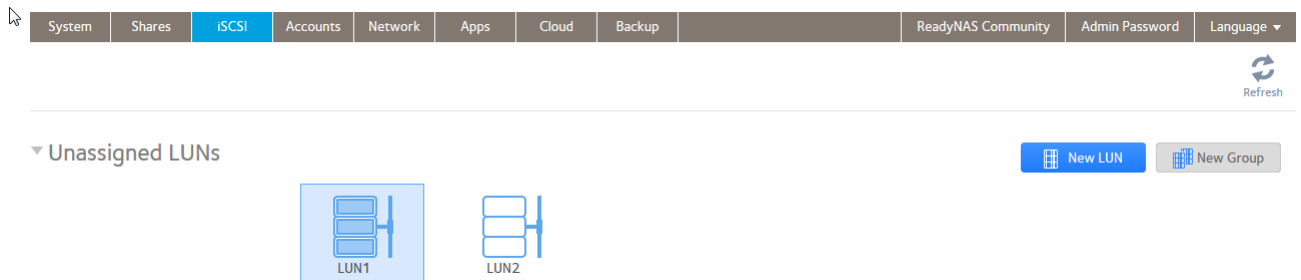 System Shares iSCSI Accounts Network Apps Cloud Backup ReadyNAS Community Admin Password Language
Refresh
Unassigned LUNs New LUN New Group
LUN1 LUN2